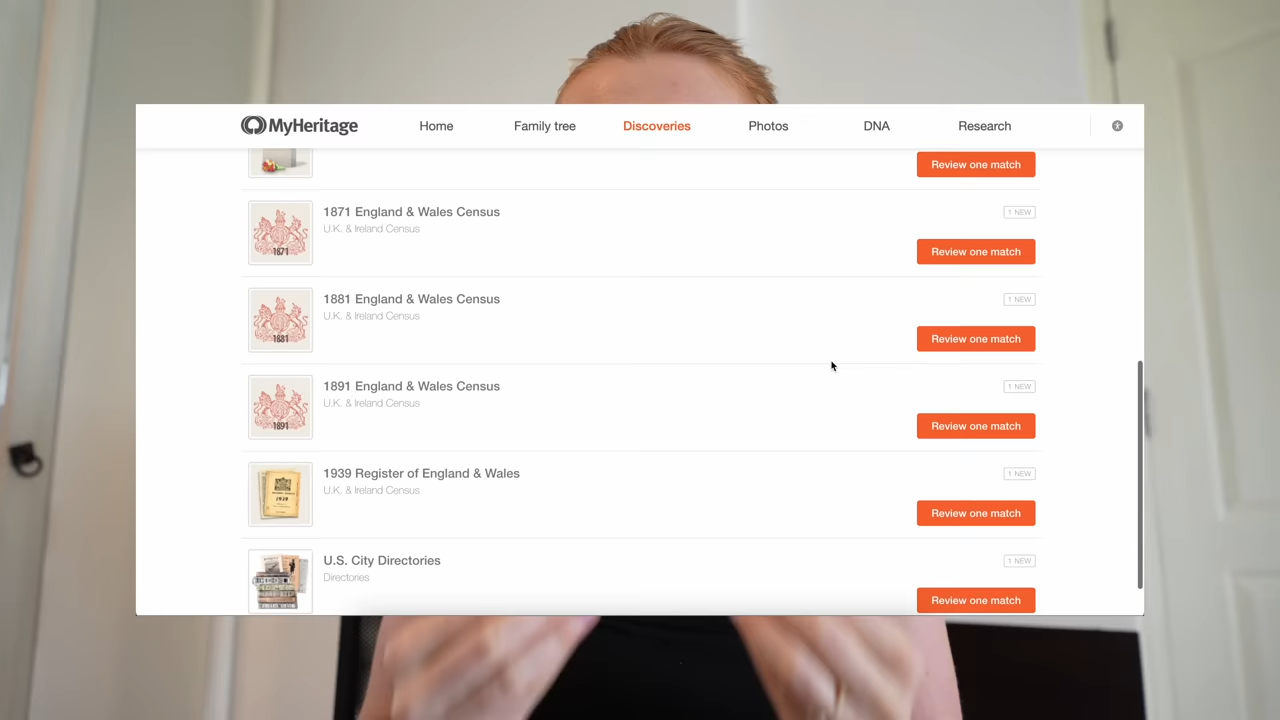 MyHeritage Home Family tree Discoveries Photos DNA Research
Review one match
1871 England & Wales Census
1 NEW
U.K. & Ireland Census
1871
Review one match
1881 England & Wales Census
1 NEW
U.K. & Ireland Census
1881
Review one match
1891 England & Wales Census
1 NEW
U.K. & Ireland Census
1891
Review one match
1939 Register of England & Wales
1 NEW
U.K. & Ireland Census
1939
Review one match
U.S. City Directories
1 NEW
Directories
Review one match